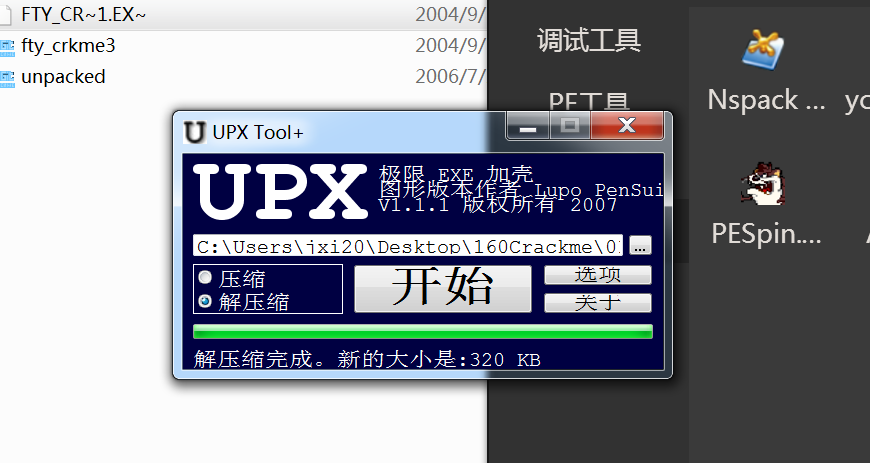 FTY_CR~1.EX~
2004/9/
fty_crkme3
2004/9/
unpacked
2006/7/
调试工具
PE工具
Nspack ...
yo
PESpin....
UPX Tool+
UPX
极限 EXE 加壳
图形版本作者 Lupo PenSui
V1.1.1 版权所有 2007
C:\Users\jxi20\Desktop\160Crackme\0
...
压缩
解压缩
开始
选项
关于
解压缩完成。新的大小是:320 KB